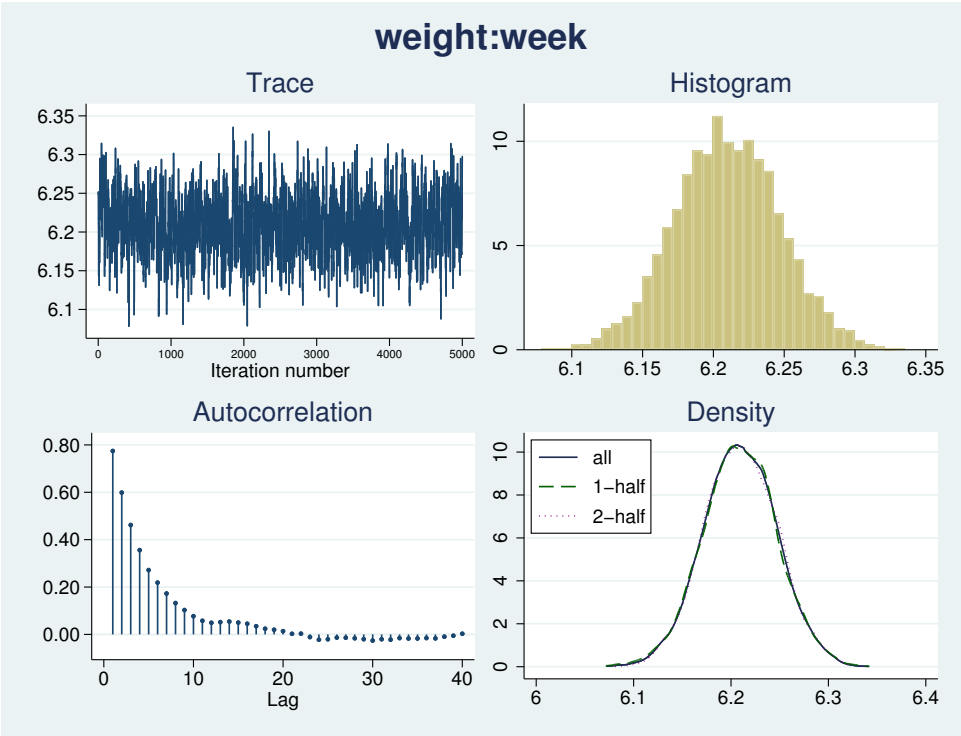 weight:week
Trace
6.35
6.3
6.25
6.2
6.15
6.1
0 1000 2000 3000 4000 5000
Iteration number
Histogram
10
5
0
6.1 6.15 6.2 6.25 6.3 6.35
Autocorrelation
0.80
0.60
0.40
0.20
0.00
0 10 20 30 40
Lag
Density
10
8
6
4
2
0
all
1−half
2−half
6 6.1 6.2 6.3 6.4